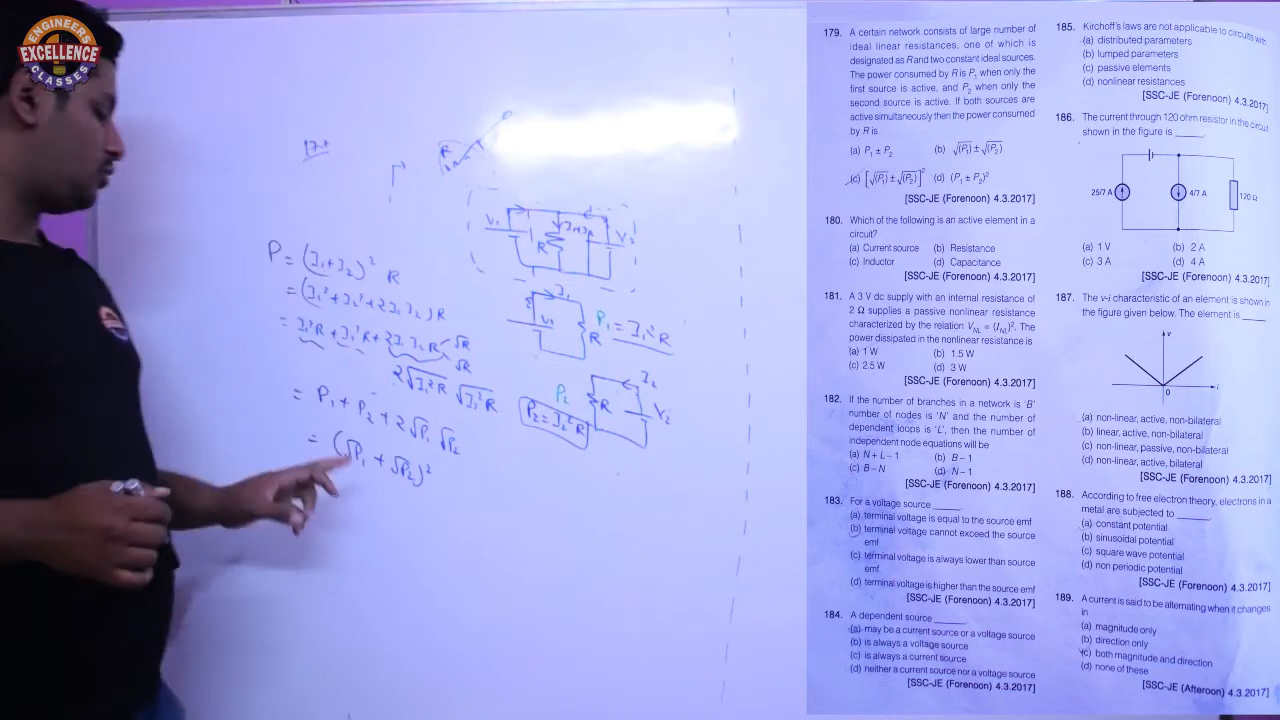 ENGINEERS
EXCELLENCE
CLASSES
R
V₁
R
V₂
P = (I₁+I₂)² R
= (I₁² + I₂² + 2I₁I₂)R
= I₁²R + I₂²R + 2I₁I₂R √R
√R
2√I₁²R √I₂²R
= P₁ + P₂ + 2√P₁ √P₂
= (√P₁ + √P₂)²
I₁
V₁
R
P₁ = I₁²R
I₂
P₂
R
V₂
P₂ = I₂²R
179. A certain network consists of large number of
ideal linear resistances, one of which is
designated as R and two constant ideal sources.
The power consumed by R is P₁ when only the
first source is active, and P₂ when only the
second source is active. If both sources are
active simultaneously then the power consumed
by R is
(a) P₁ ± P₂ (b) √(P₁) ± √(P₂)
(c) [√(P₁) ± √(P₂)]² (d) (P₁ ± P₂)²
[SSC-JE (Forenoon) 4.3.2017]
180. Which of the following is an active element in a
circuit?
(a) Current source (b) Resistance
(c) Inductor (d) Capacitance
[SSC-JE (Forenoon) 4.3.2017]
181. A 3 V dc supply with an internal resistance of
2 Ω supplies a passive nonlinear resistance
characterized by the relation V_NL = (I_NL)². The
power dissipated in the nonlinear resistance is
(a) 1 W (b) 1.5 W
(c) 2.5 W (d) 3 W
[SSC-JE (Forenoon) 4.3.2017]
182. If the number of branches in a network is 'B'
number of nodes is 'N' and the number of
dependent loops is 'L', then the number of
independent node equations will be
(a) N + L – 1 (b) B – 1
(c) B – N (d) N – 1
[SSC-JE (Forenoon) 4.3.2017]
183. For a voltage source _____.
(a) terminal voltage is equal to the source emf
(b) terminal voltage cannot exceed the source
emf
(c) terminal voltage is always lower than source
emf
(d) terminal voltage is higher than the source emf
[SSC-JE (Forenoon) 4.3.2017]
184. A dependent source ______
(a) may be a current source or a voltage source
(b) is always a voltage source
(c) is always a current source
(d) neither a current source nor a voltage source
[SSC-JE (Forenoon) 4.3.2017]
185. Kirchoff's laws are not applicable to circuits with
(a) distributed parameters
(b) lumped parameters
(c) passive elements
(d) nonlinear resistances
[SSC-JE (Forenoon) 4.3.2017]
186. The current through 120 ohm resistor in the circuit
shown in the figure is _____
25/7 A 4/7 A 120 Ω
(a) 1 V (b) 2 A
(c) 3 A (d) 4 A
[SSC-JE (Forenoon) 4.3.2017]
187. The v-i characteristic of an element is shown in
the figure given below. The element is ____
v
i
0
(a) non-linear, active, non-bilateral
(b) linear, active, non-bilateral
(c) non-linear, passive, non-bilateral
(d) non-linear, active, bilateral
[SSC-JE (Forenoon) 4.3.2017]
188. According to free electron theory, electrons in a
metal are subjected to ______.
(a) constant potential
(b) sinusoidal potential
(c) square wave potential
(d) non periodic potential
[SSC-JE (Forenoon) 4.3.2017]
189. A current is said to be alternating when it changes
in
(a) magnitude only
(b) direction only
(c) both magnitude and direction
(d) none of these
[SSC-JE (Afternoon) 4.3.2017]